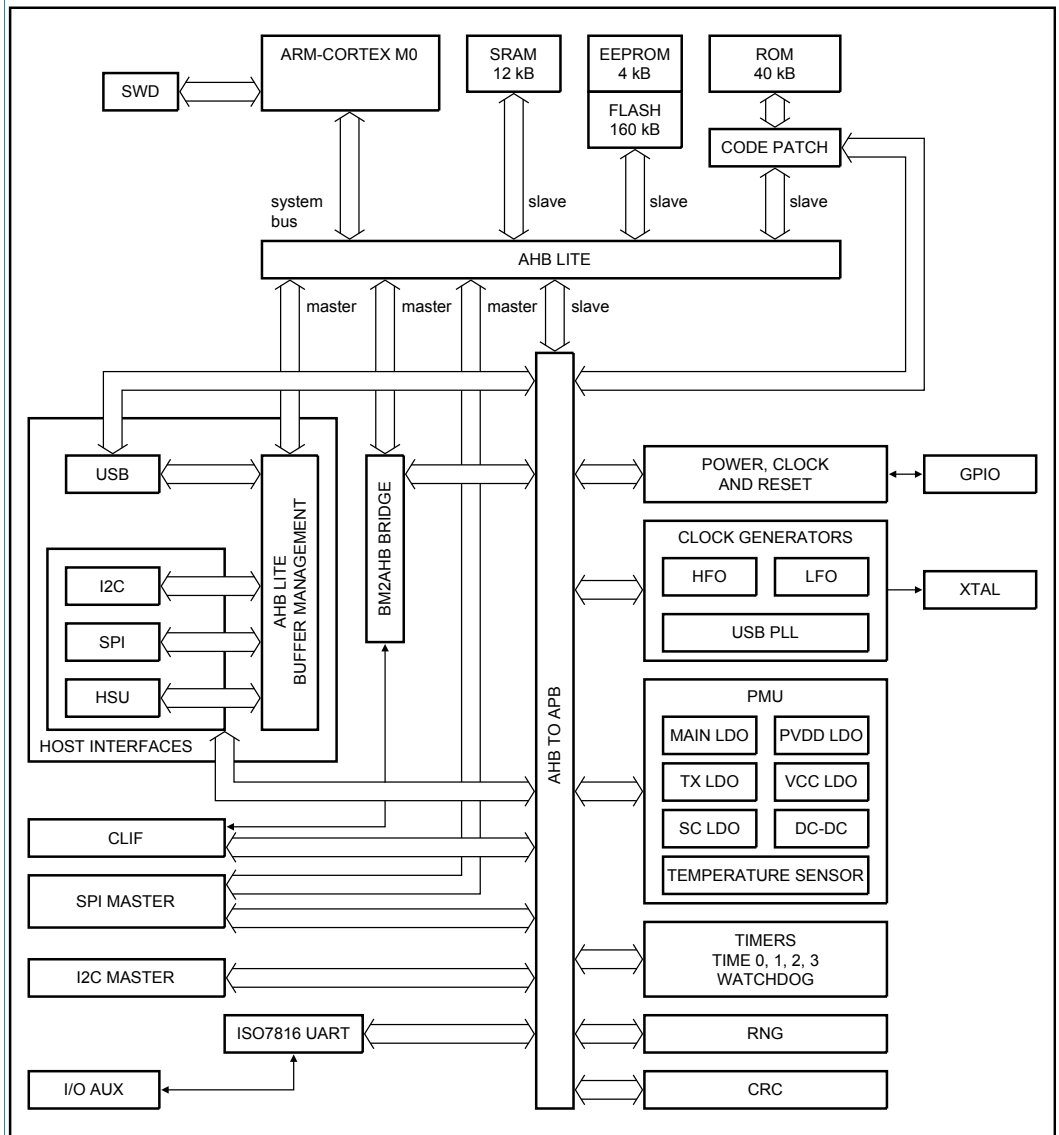 ARM-CORTEX M0
SRAM
12 kB
EEPROM
4 kB
ROM
40 kB
SWD
FLASH
160 kB
CODE PATCH
system
bus
slave
slave
slave
AHB LITE
master
master
master
slave
USB
POWER, CLOCK
AND RESET
GPIO
AHB LITE
BUFFER MANAGEMENT
BM2AHB BRIDGE
CLOCK GENERATORS
HFO
LFO
XTAL
I2C
SPI
USB PLL
HSU
HOST INTERFACES
AHB TO APB
PMU
MAIN LDO
PVDD LDO
TX LDO
VCC LDO
SC LDO
DC-DC
TEMPERATURE SENSOR
CLIF
SPI MASTER
TIMERS
TIME 0, 1, 2, 3
WATCHDOG
I2C MASTER
ISO7816 UART
RNG
I/O AUX
CRC